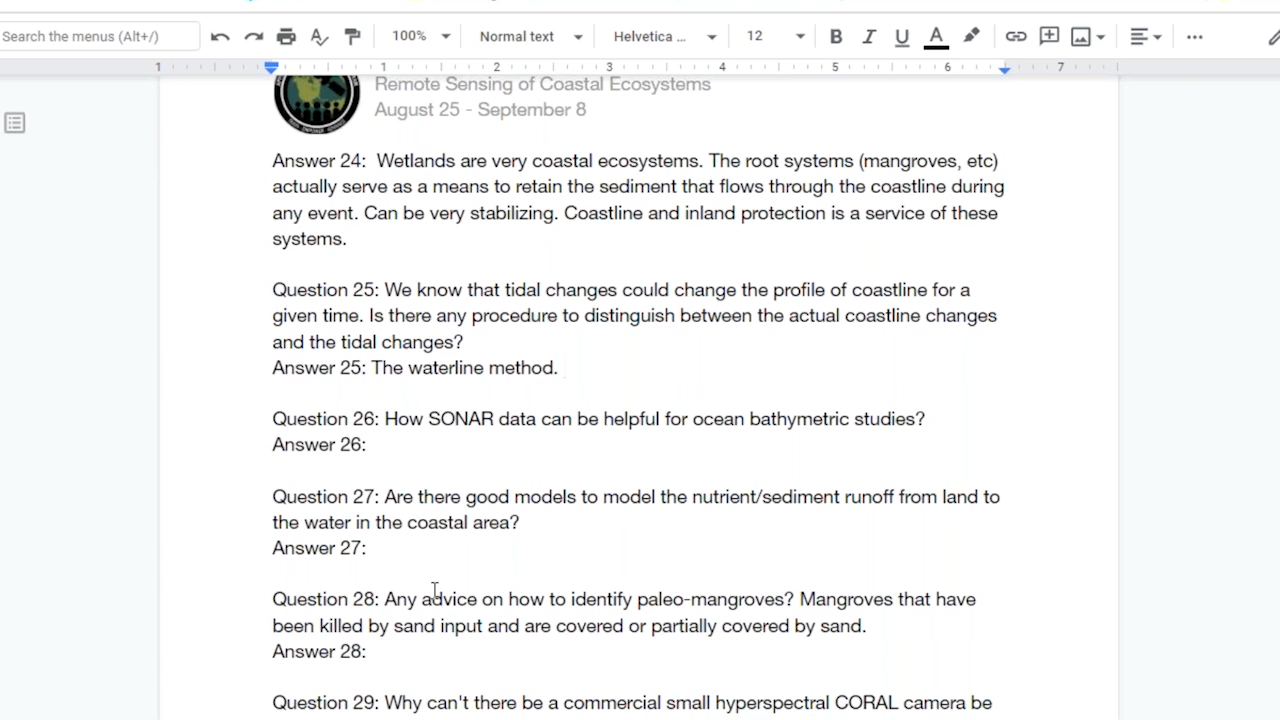 Search the menus (Alt+/)
100%
Normal text
Helvetica ...
12
B
I
U
A
1
1
2
3
4
5
6
7
Remote Sensing of Coastal Ecosystems
August 25 - September 8
Answer 24:  Wetlands are very coastal ecosystems. The root systems (mangroves, etc)
actually serve as a means to retain the sediment that flows through the coastline during
any event. Can be very stabilizing. Coastline and inland protection is a service of these
systems.
Question 25: We know that tidal changes could change the profile of coastline for a
given time. Is there any procedure to distinguish between the actual coastline changes
and the tidal changes?
Answer 25: The waterline method.
Question 26: How SONAR data can be helpful for ocean bathymetric studies?
Answer 26:
Question 27: Are there good models to model the nutrient/sediment runoff from land to
the water in the coastal area?
Answer 27:
Question 28: Any advice on how to identify paleo-mangroves? Mangroves that have
been killed by sand input and are covered or partially covered by sand.
Answer 28:
Question 29: Why can't there be a commercial small hyperspectral CORAL camera be